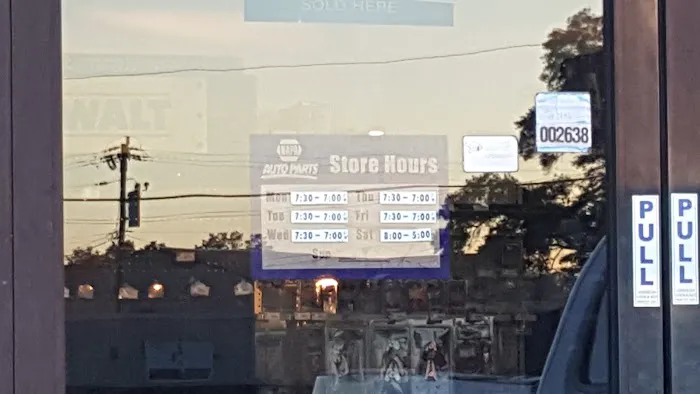 SOLD HERE
WALT
NAPA
AUTO PARTS
Store Hours
Mon 7:30 - 7:00
Tue 7:30 - 7:00
Wed 7:30 - 7:00
Thu 7:30 - 7:00
Fri 7:30 - 7:00
Sat 8:00 - 5:00
Sun
002638
PULL
PULL